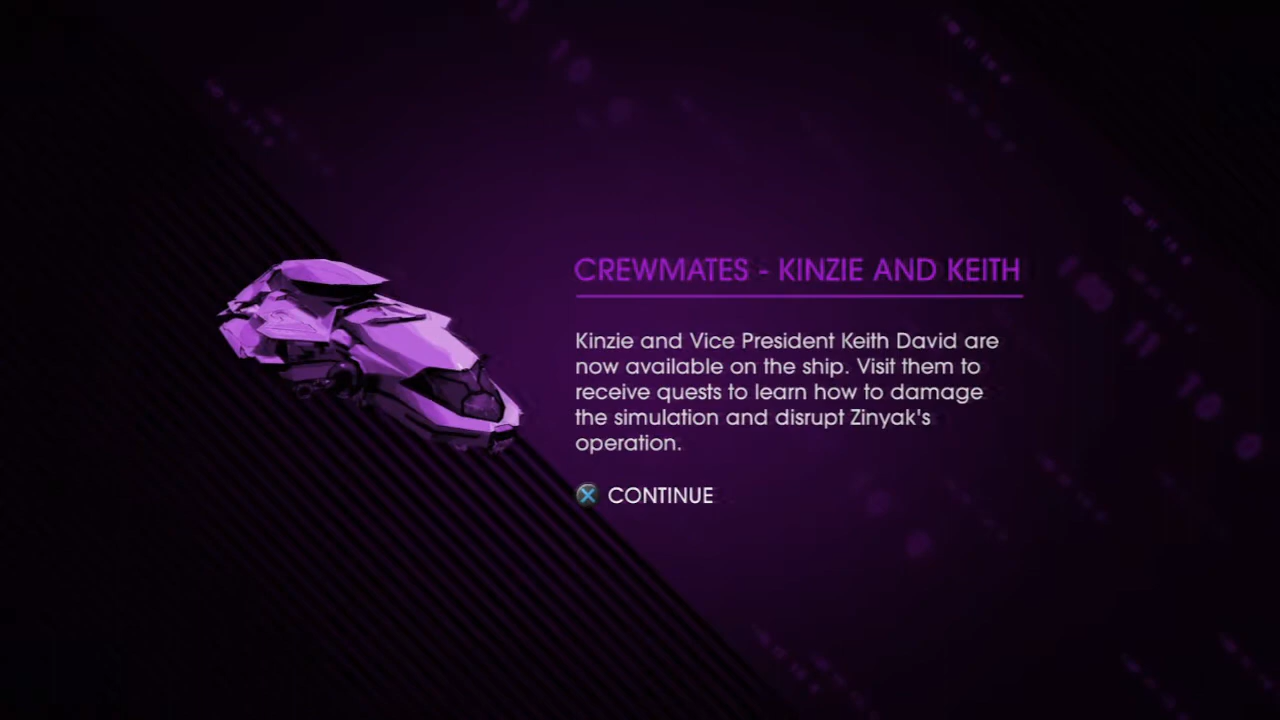 CREWMATES - KINZIE AND KEITH
Kinzie and Vice President Keith David are
now available on the ship. Visit them to
receive quests to learn how to damage
the simulation and disrupt Zinyak's
operation.
CONTINUE